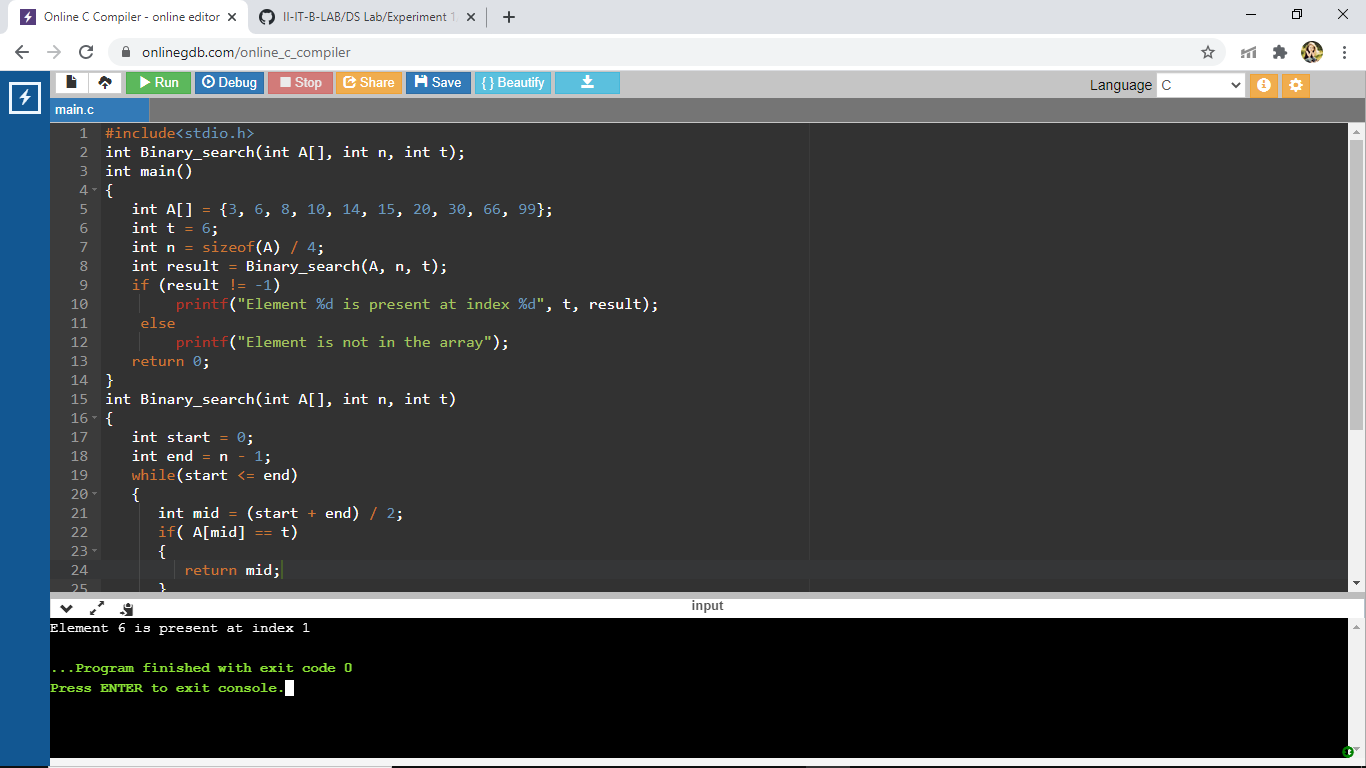 Online C Compiler - online editor
II-IT-B-LAB/DS Lab/Experiment 1
onlinegdb.com/online_c_compiler
Run Debug Stop Share Save { } Beautify Language C
main.c
1 #include<stdio.h>
2 int Binary_search(int A[], int n, int t);
3 int main()
4 {
5 int A[] = {3, 6, 8, 10, 14, 15, 20, 30, 66, 99};
6 int t = 6;
7 int n = sizeof(A) / 4;
8 int result = Binary_search(A, n, t);
9 if (result != -1)
10 printf("Element %d is present at index %d", t, result);
11 else
12 printf("Element is not in the array");
13 return 0;
14 }
15 int Binary_search(int A[], int n, int t)
16 {
17 int start = 0;
18 int end = n - 1;
19 while(start <= end)
20 {
21 int mid = (start + end) / 2;
22 if( A[mid] == t)
23 {
24 return mid;
25 }
input
Element 6 is present at index 1
...Program finished with exit code 0
Press ENTER to exit console.